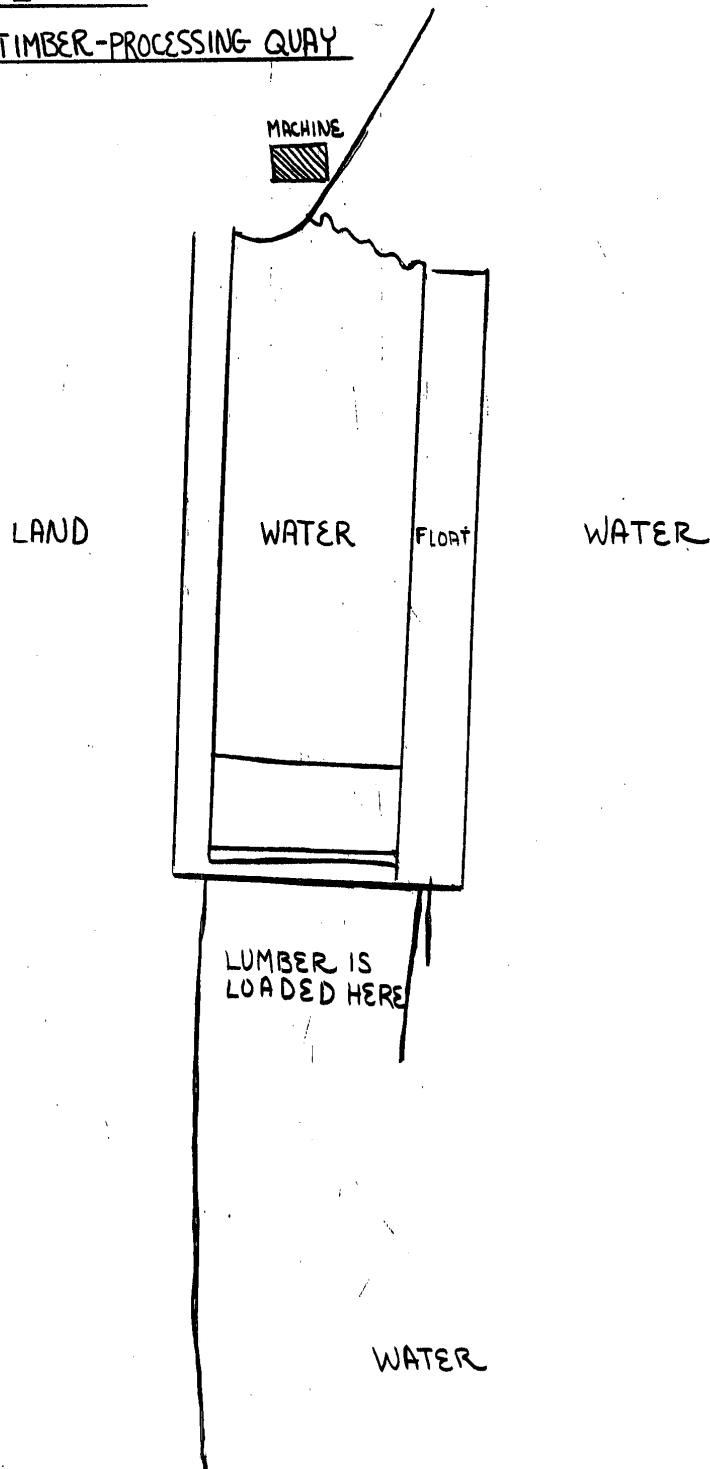 TIMBER-PROCESSING QUAY
MACHINE
LAND
WATER
FLOAT
WATER
LUMBER IS
LOADED HERE
WATER